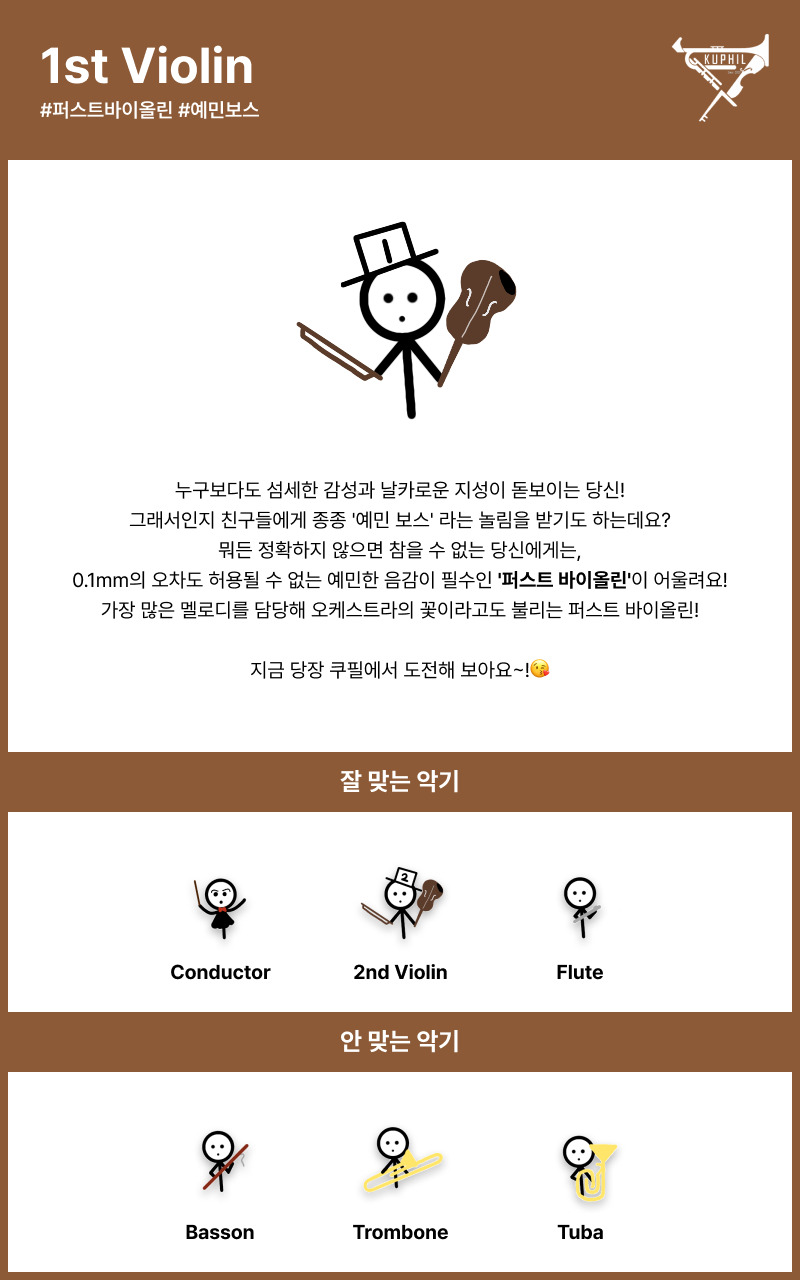 1st Violin
#퍼스트바이올린 #예민보스
KUPHIL
1
누구보다도 섬세한 감성과 날카로운 지성이 돋보이는 당신!
그래서인지 친구들에게 종종 '예민 보스' 라는 놀림을 받기도 하는데요?
뭐든 정확하지 않으면 참을 수 없는 당신에게는,
0.1mm의 오차도 허용될 수 없는 예민한 음감이 필수인 '퍼스트 바이올린'이 어울려요!
가장 많은 멜로디를 담당해 오케스트라의 꽃이라고도 불리는 퍼스트 바이올린!
지금 당장 쿠필에서 도전해 보아요~!😘
잘 맞는 악기
2
Conductor
2nd Violin
Flute
안 맞는 악기
Basson
Trombone
Tuba